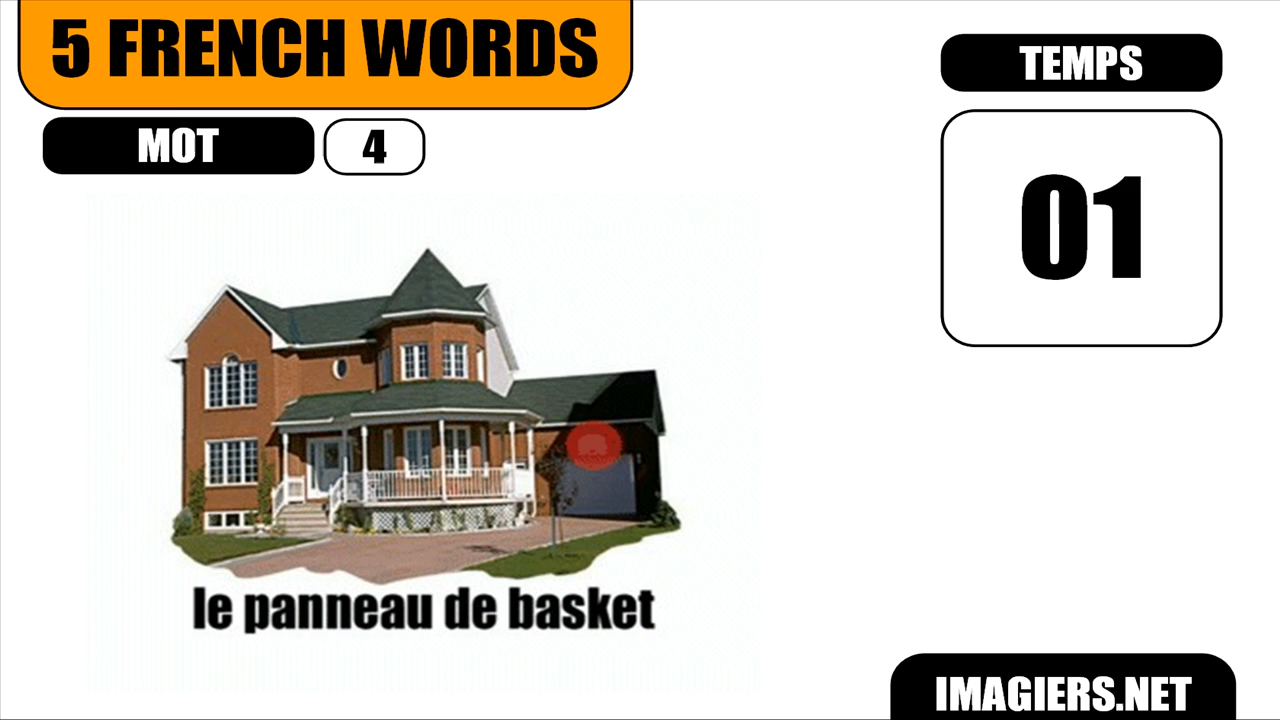 5 FRENCH WORDS
TEMPS
MOT 4
01
le panneau de basket
IMAGIERS.NET